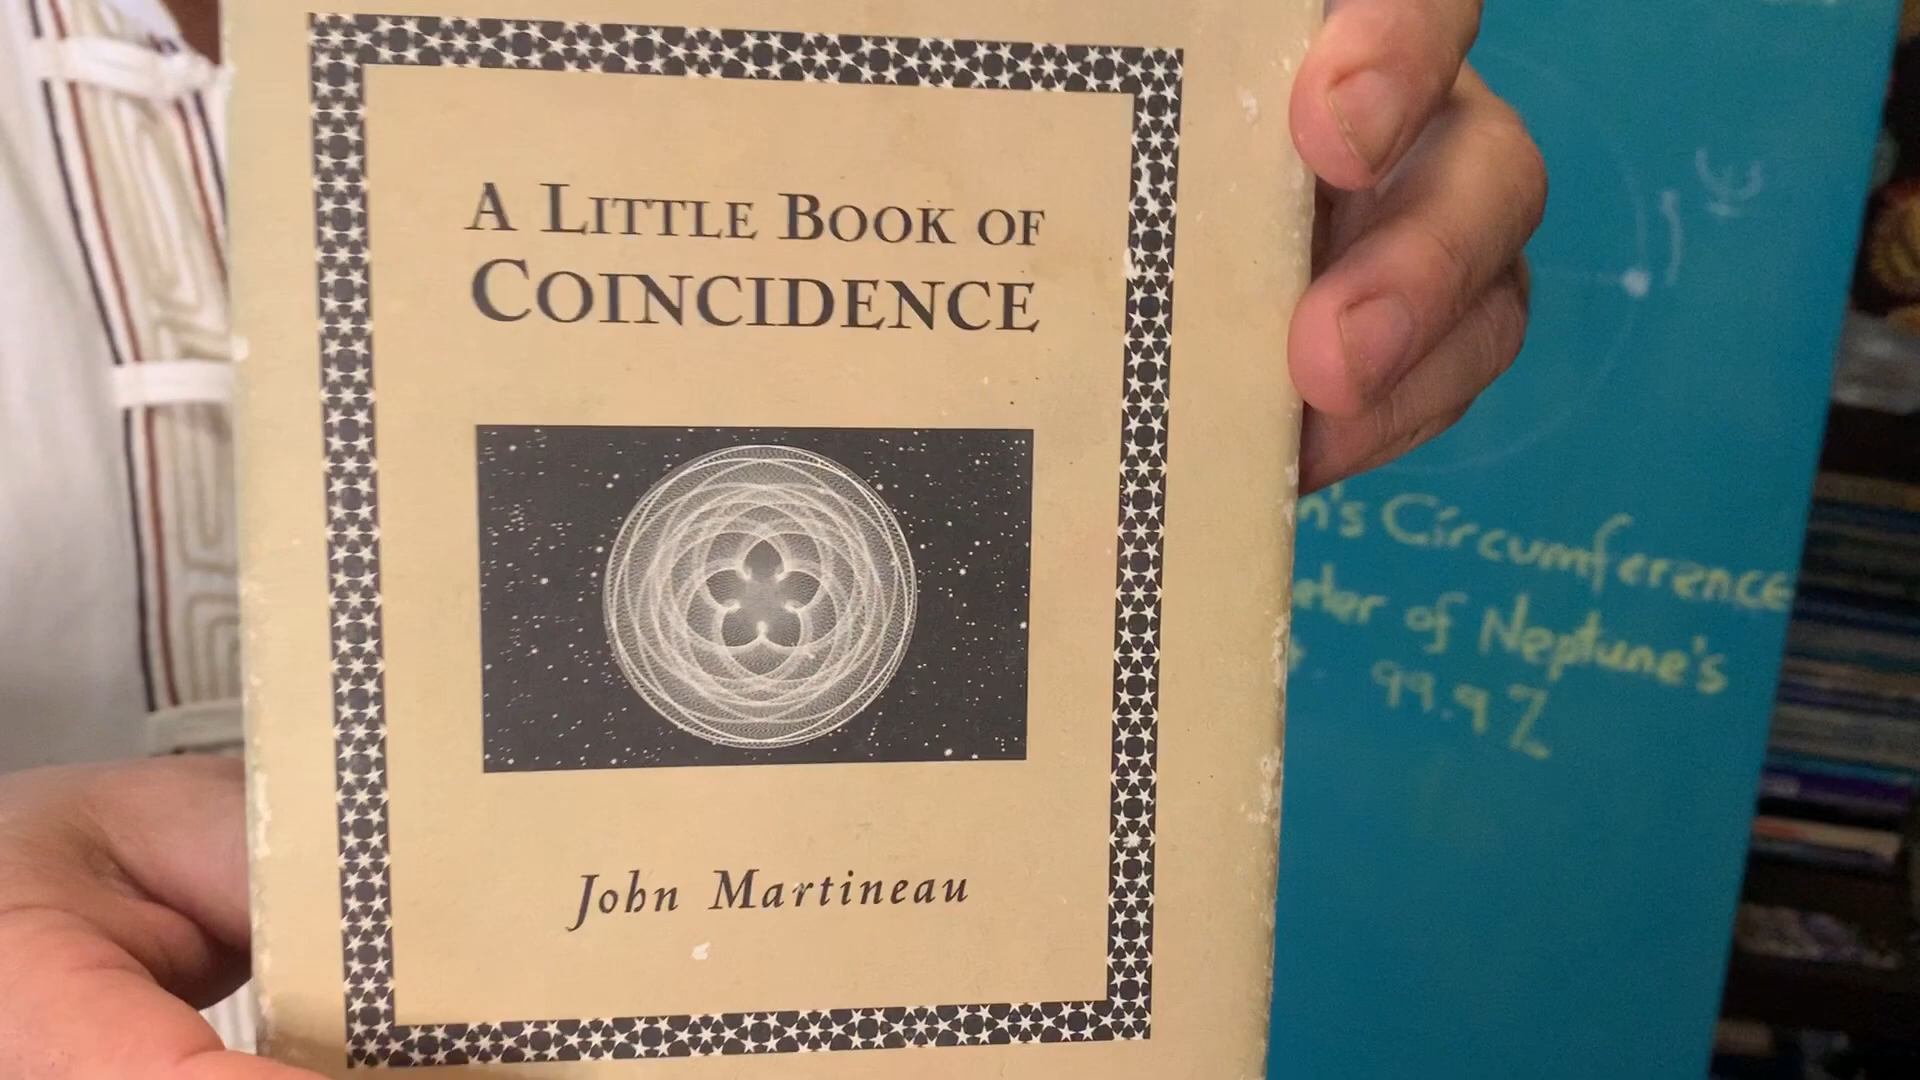 A LITTLE BOOK OF
COINCIDENCE
John Martineau
n's Circumference
eter of Neptune's
99.9%